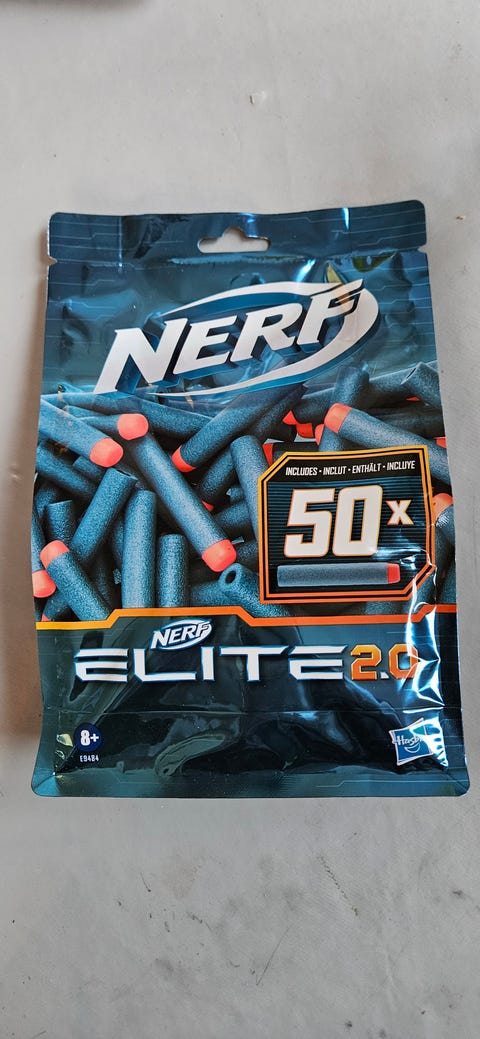 NERF
INCLUDES • INCLUT • ENTHÄLT • INCLUYE
50x
NERF
ELITE 2.0
8+
E9484
Hasbro